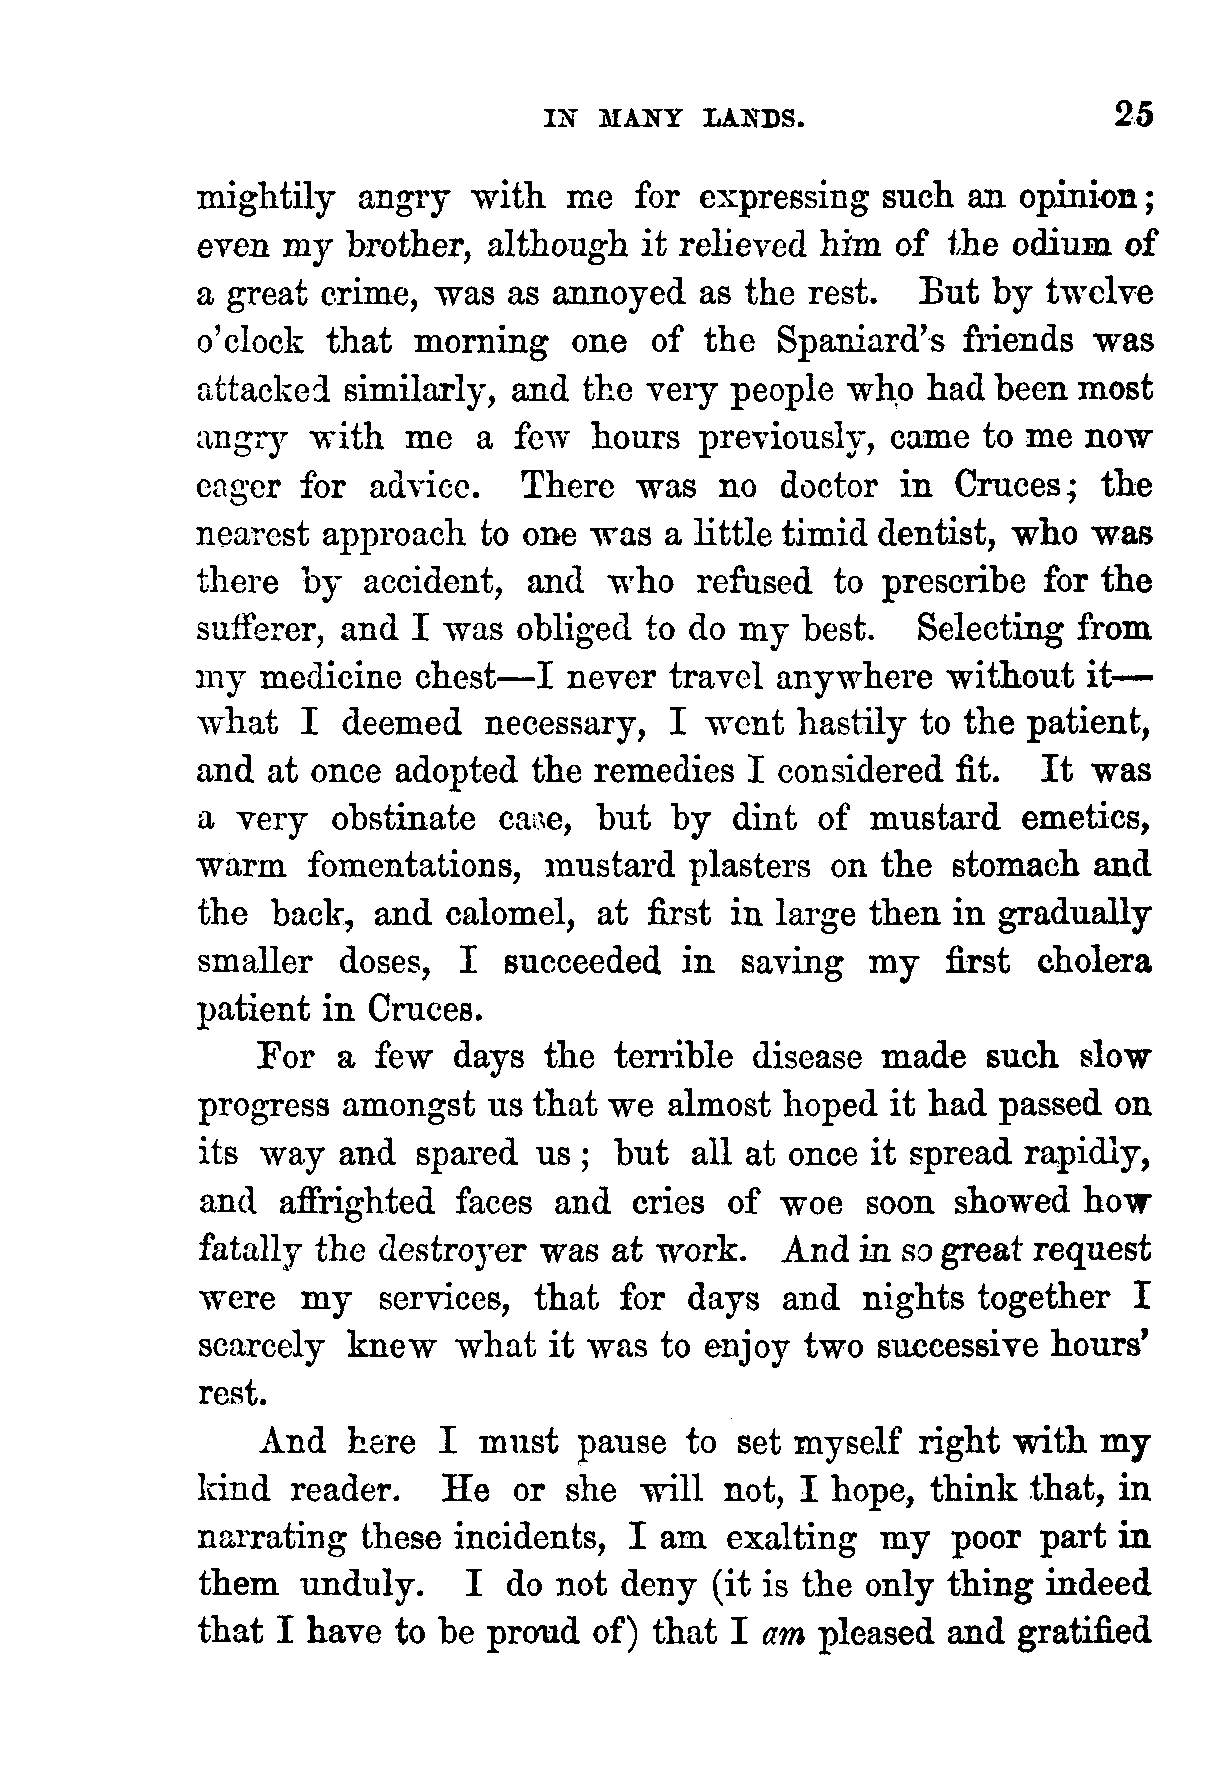 IN MANY LANDS. 25
mightily angry with me for expressing such an opinion;
even my brother, although it relieved him of the odium of
a great crime, was as annoyed as the rest. But by twelve
o'clock that morning one of the Spaniard's friends was
attacked similarly, and the very people who had been most
angry with me a few hours previously, came to me now
eager for advice. There was no doctor in Cruces; the
nearest approach to one was a little timid dentist, who was
there by accident, and who refused to prescribe for the
sufferer, and I was obliged to do my best. Selecting from
my medicine chest—I never travel anywhere without it—
what I deemed necessary, I went hastily to the patient,
and at once adopted the remedies I considered fit. It was
a very obstinate case, but by dint of mustard emetics,
warm fomentations, mustard plasters on the stomach and
the back, and calomel, at first in large then in gradually
smaller doses, I succeeded in saving my first cholera
patient in Cruces.
For a few days the terrible disease made such slow
progress amongst us that we almost hoped it had passed on
its way and spared us; but all at once it spread rapidly,
and affrighted faces and cries of woe soon showed how
fatally the destroyer was at work. And in so great request
were my services, that for days and nights together I
scarcely knew what it was to enjoy two successive hours'
rest.
And here I must pause to set myself right with my
kind reader. He or she will not, I hope, think that, in
narrating these incidents, I am exalting my poor part in
them unduly. I do not deny (it is the only thing indeed
that I have to be proud of) that I am pleased and gratified